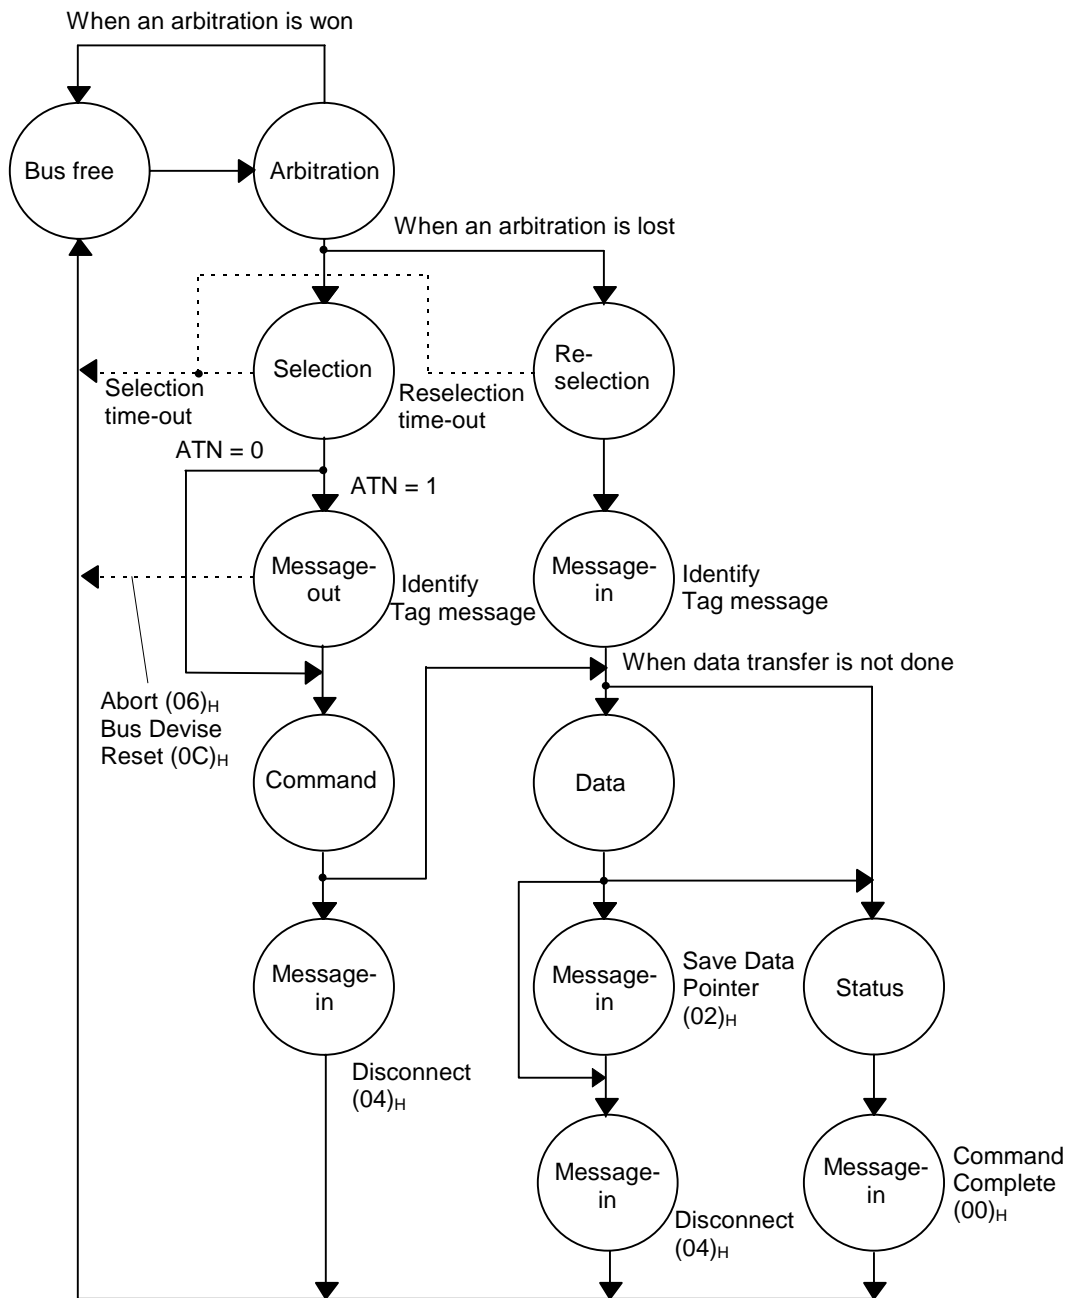 When an arbitration is won
Bus free
Arbitration
When an arbitration is lost
Selection
Re-
selection
Selection
time-out
Reselection
time-out
ATN = 0
ATN = 1
Message-
out
Identify
Tag message
Message-
in
Identify
Tag message
When data transfer is not done
Abort (06)H
Bus Devise
Reset (0C)H
Command
Data
Message-
in
Disconnect
(04)H
Message-
in
Save Data
Pointer
(02)H
Status
Message-
in
Disconnect
(04)H
Message-
in
Command
Complete
(00)H